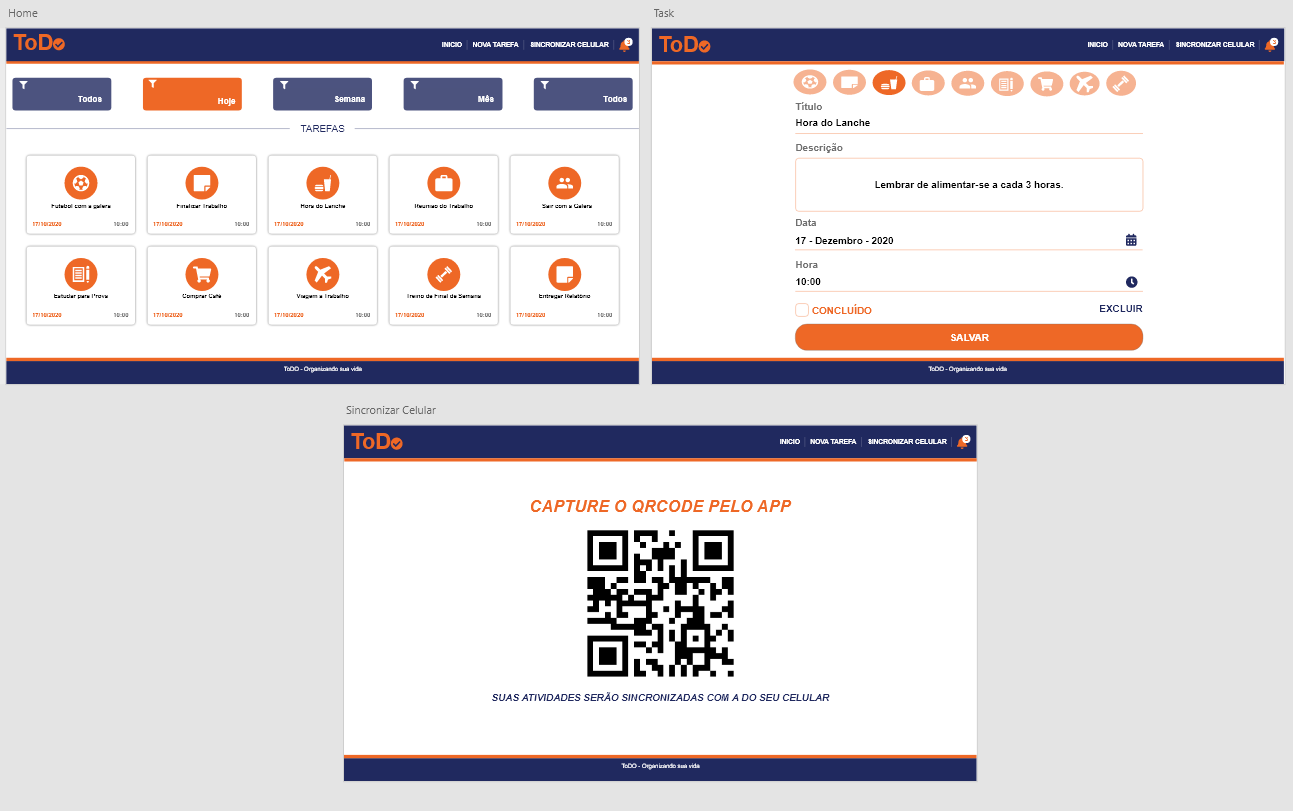 Home
ToDo
INICIO NOVA TAREFA SINCRONIZAR CELULAR 3
Todos
Hoje
Semana
Mês
Todos
TAREFAS
Futebol com a galera
17/10/2020 10:00
Finalizar Trabalho
17/10/2020 10:00
Hora do Lanche
17/10/2020 10:00
Reunião do Trabalho
17/10/2020 10:00
Sair com a Galera
17/10/2020 10:00
Estudar para Prova
17/10/2020 10:00
Comprar Café
17/10/2020 10:00
Viagem a Trabalho
17/10/2020 10:00
Treino de Final de Semana
17/10/2020 10:00
Entregar Relatório
17/10/2020 10:00
ToDO - Organizando sua vida
Task
ToDo
INICIO NOVA TAREFA SINCRONIZAR CELULAR 3
Título
Hora do Lanche
Descrição
Lembrar de alimentar-se a cada 3 horas.
Data
17 - Dezembro - 2020
Hora
10:00
CONCLUÍDO EXCLUIR
SALVAR
ToDO - Organizando sua vida
Sincronizar Celular
ToDo
INICIO NOVA TAREFA SINCRONIZAR CELULAR 3
CAPTURE O QRCODE PELO APP
SUAS ATIVIDADES SERÃO SINCRONIZADAS COM A DO SEU CELULAR
ToDO - Organizando sua vida